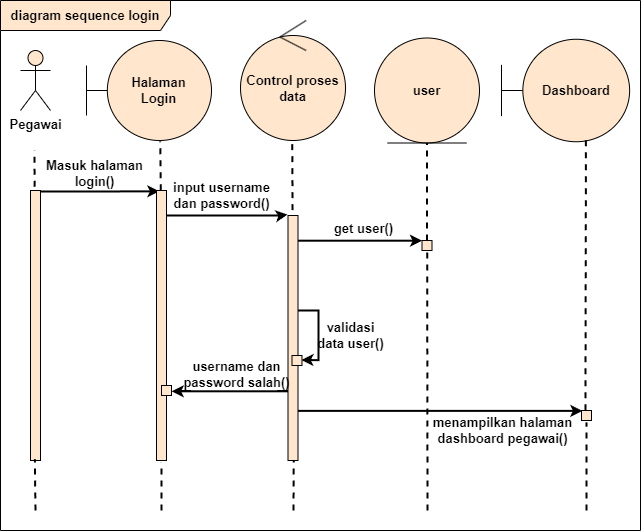 diagram sequence login
Pegawai
Halaman
Login
Control proses
data
user
Dashboard
Masuk halaman
login()
input username
dan password()
get user()
validasi
data user()
username dan
password salah()
menampilkan halaman
dashboard pegawai()